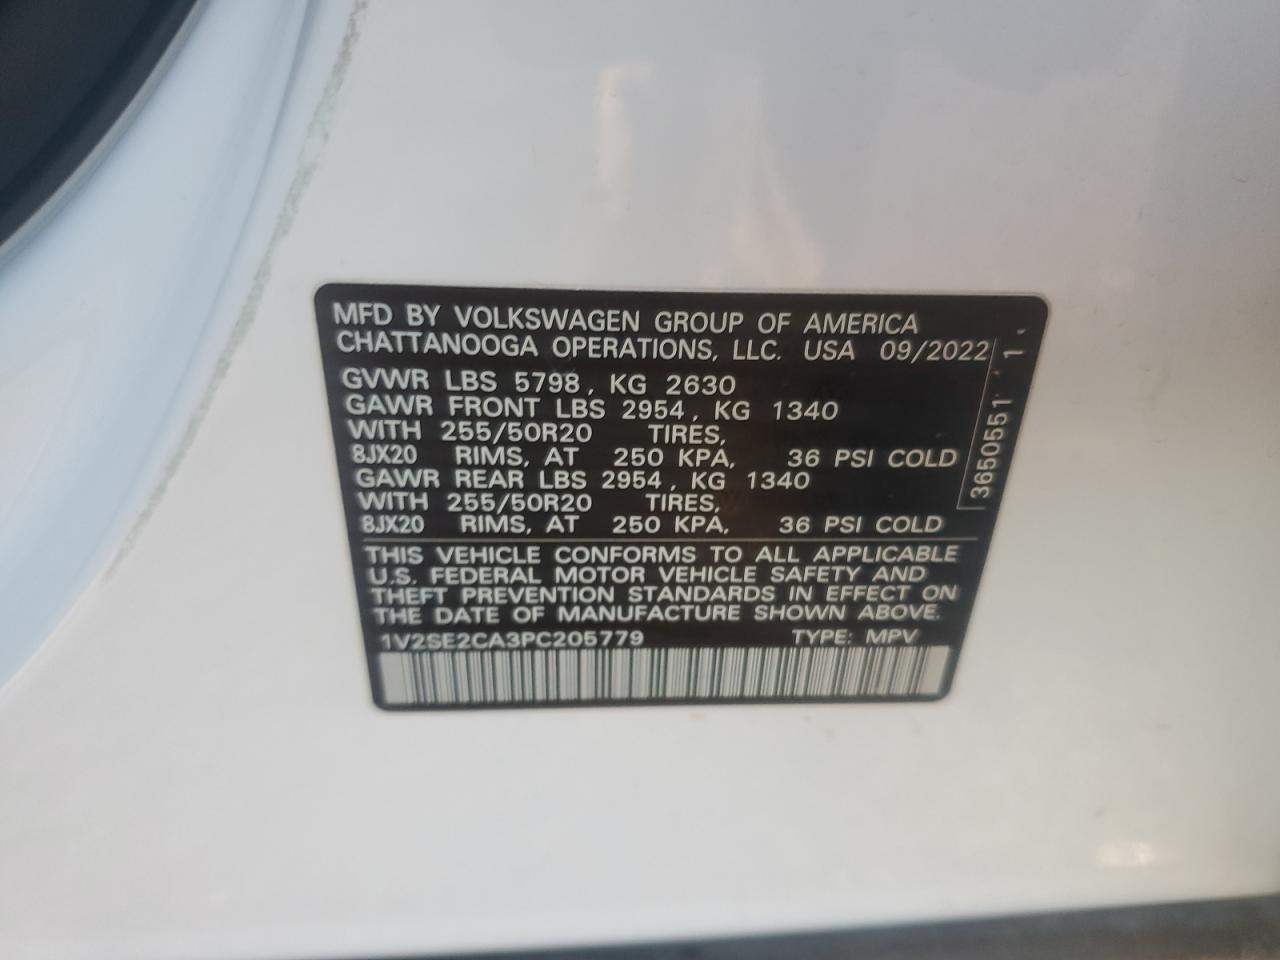 MFD BY VOLKSWAGEN GROUP OF AMERICA
CHATTANOOGA OPERATIONS, LLC. USA 09/2022
GVWR LBS 5798, KG 2630
GAWR FRONT LBS 2954, KG 1340
WITH 255/50R20 TIRES,
8JX20 RIMS, AT 250 KPA, 36 PSI COLD
GAWR REAR LBS 2954, KG 1340
WITH 255/50R20 TIRES,
8JX20 RIMS, AT 250 KPA, 36 PSI COLD
THIS VEHICLE CONFORMS TO ALL APPLICABLE
U.S. FEDERAL MOTOR VEHICLE SAFETY AND
THEFT PREVENTION STANDARDS IN EFFECT ON
THE DATE OF MANUFACTURE SHOWN ABOVE.
1V2SE2CA3PC205779 TYPE: MPV
3650551 1